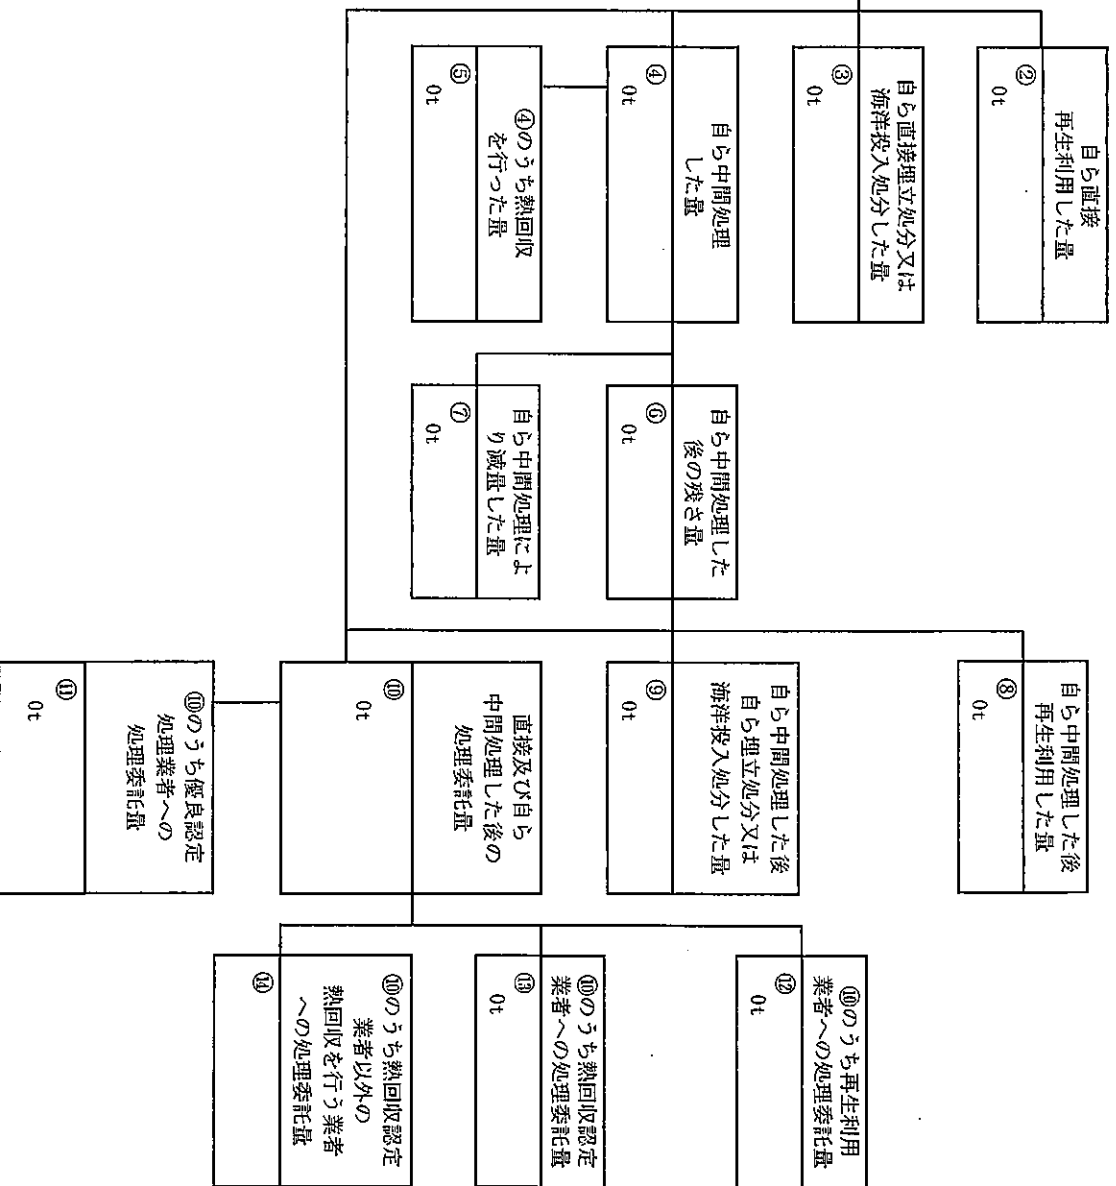 自ら直接
再生利用した量
②
0t
自ら直接埋立処分又は
海洋投入処分した量
③
0t
自ら中間処理
した量
④
0t
④のうち熱回収
を行った量
⑤
0t
自ら中間処理した
後の残さ量
⑥
0t
自ら中間処理によ
り減量した量
⑦
0t
自ら中間処理した後
再生利用した量
⑧
0t
自ら中間処理した後
自ら埋立処分又は
海洋投入処分した量
⑨
0t
直接及び自ら
中間処理した後の
処理委託量
⑩
0t
⑩のうち優良認定
処理業者への
処理委託量
⑪
0t
⑩のうち再生利用
業者への処理委託量
⑫
0t
⑩のうち熱回収認定
業者への処理委託量
⑬
0t
⑩のうち熱回収認定
業者以外の
熱回収を行う業者
への処理委託量
⑭